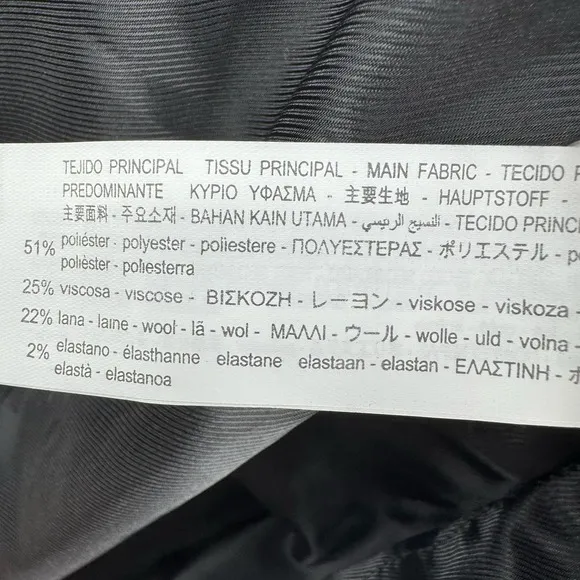 TEJIDO PRINCIPAL TISSU PRINCIPAL - MAIN FABRIC - TECIDO
PREDOMINANTE ΚΥΡΙΟ ΥΦΑΣΜΑ - 主要生地 - HAUPTSTOFF -
主要面料 - 주요소재 - BAHAN KAIN UTAMA - النسيج الرئيسي - TECIDO PRINC
51% poliéster - polyester - poliestere - ΠΟΛΥΕΣΤΕΡΑΣ - ポリエステル - po
polièster - poliesterra
25% viscosa - viscose - ΒΙΣΚΟΖΗ - レーヨン - viskose - viskoza -
22% lana - laine - wool - lã - wol - ΜΑΛΛΙ - ウール - wolle - uld - volna -
2% elastano - élasthanne elastane elastaan - elastan - ΕΛΑΣΤΙΝΗ -
elastà - elastanoa